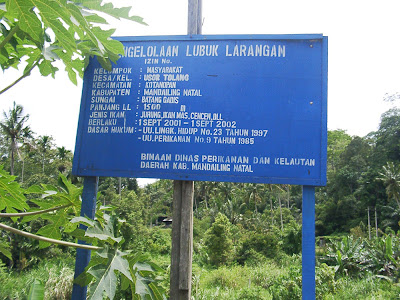 PENGELOLAAN LUBUK LARANGAN
IZIN No.
KELOMPOK : MASYARAKAT
DESA/KEL. : USOR TOLANG
KECAMATAN : KOTANOPAN
KABUPATEN : MANDAILING NATAL
SUNGAI : BATANG GADIS
PANJANG LL : 1500 M
JENIS IKAN : JURUNG, IKAN MAS, CENCEN, DLL
BERLAKU : 1 SEPT 2001 - 1 SEPT 2002
DASAR HUKUM : - UU. LINGK. HIDUP No. 23 TAHUN 1997
- UU. PERIKANAN No. 9 TAHUN 1985
BINAAN DINAS PERIKANAN DAN KELAUTAN
DAERAH KAB. MANDAILING NATAL